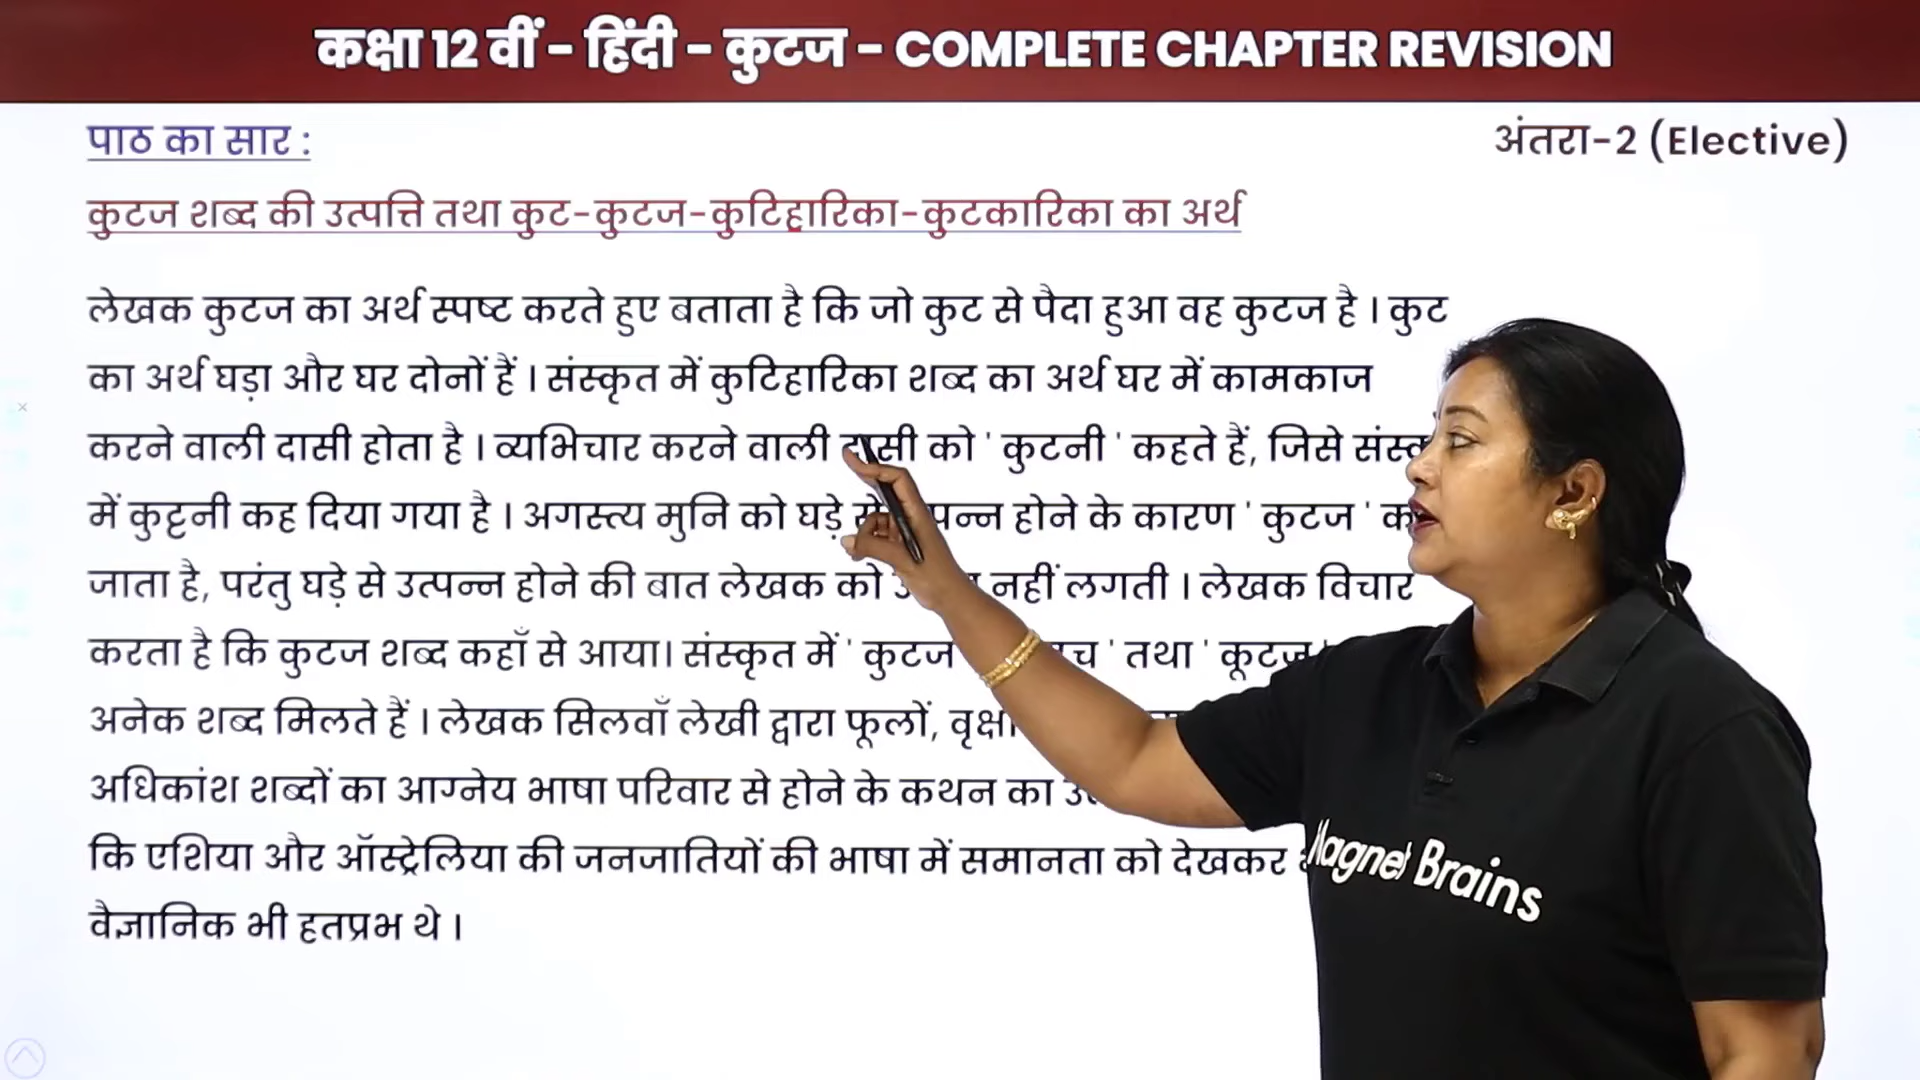 कक्षा 12 वीं - हिंदी - कुटज - COMPLETE CHAPTER REVISION
पाठ का सार :
अंतरा-2 (Elective)
कुटज शब्द की उत्पत्ति तथा कुट-कुटज-कुटिहारिका-कुटकारिका का अर्थ
लेखक कुटज का अर्थ स्पष्ट करते हुए बताता है कि जो कुट से पैदा हुआ वह कुटज है । कुट
का अर्थ घड़ा और घर दोनों हैं । संस्कृत में कुटिहारिका शब्द का अर्थ घर में कामकाज
करने वाली दासी होता है । व्यभिचार करने वाली दासी को ' कुटनी ' कहते हैं, जिसे
में कुट्टनी कह दिया गया है । अगस्त्य मुनि को घड़े होने के कारण ' कुटज '
जाता है, परंतु घड़े से उत्पन्न होने की बात लेखक को नहीं लगती । लेखक विचार
करता है कि कुटज शब्द कहाँ से आया। संस्कृत में ' कुटज ' तथा ' कूटज
अनेक शब्द मिलते हैं । लेखक सिलवाँ लेखी द्वारा फूलों,
अधिकांश शब्दों का आग्नेय भाषा परिवार से होने के कथन का
कि एशिया और ऑस्ट्रेलिया की जनजातियों की भाषा में समानता को देखकर
वैज्ञानिक भी हतप्रभ थे ।
Magnet Brains